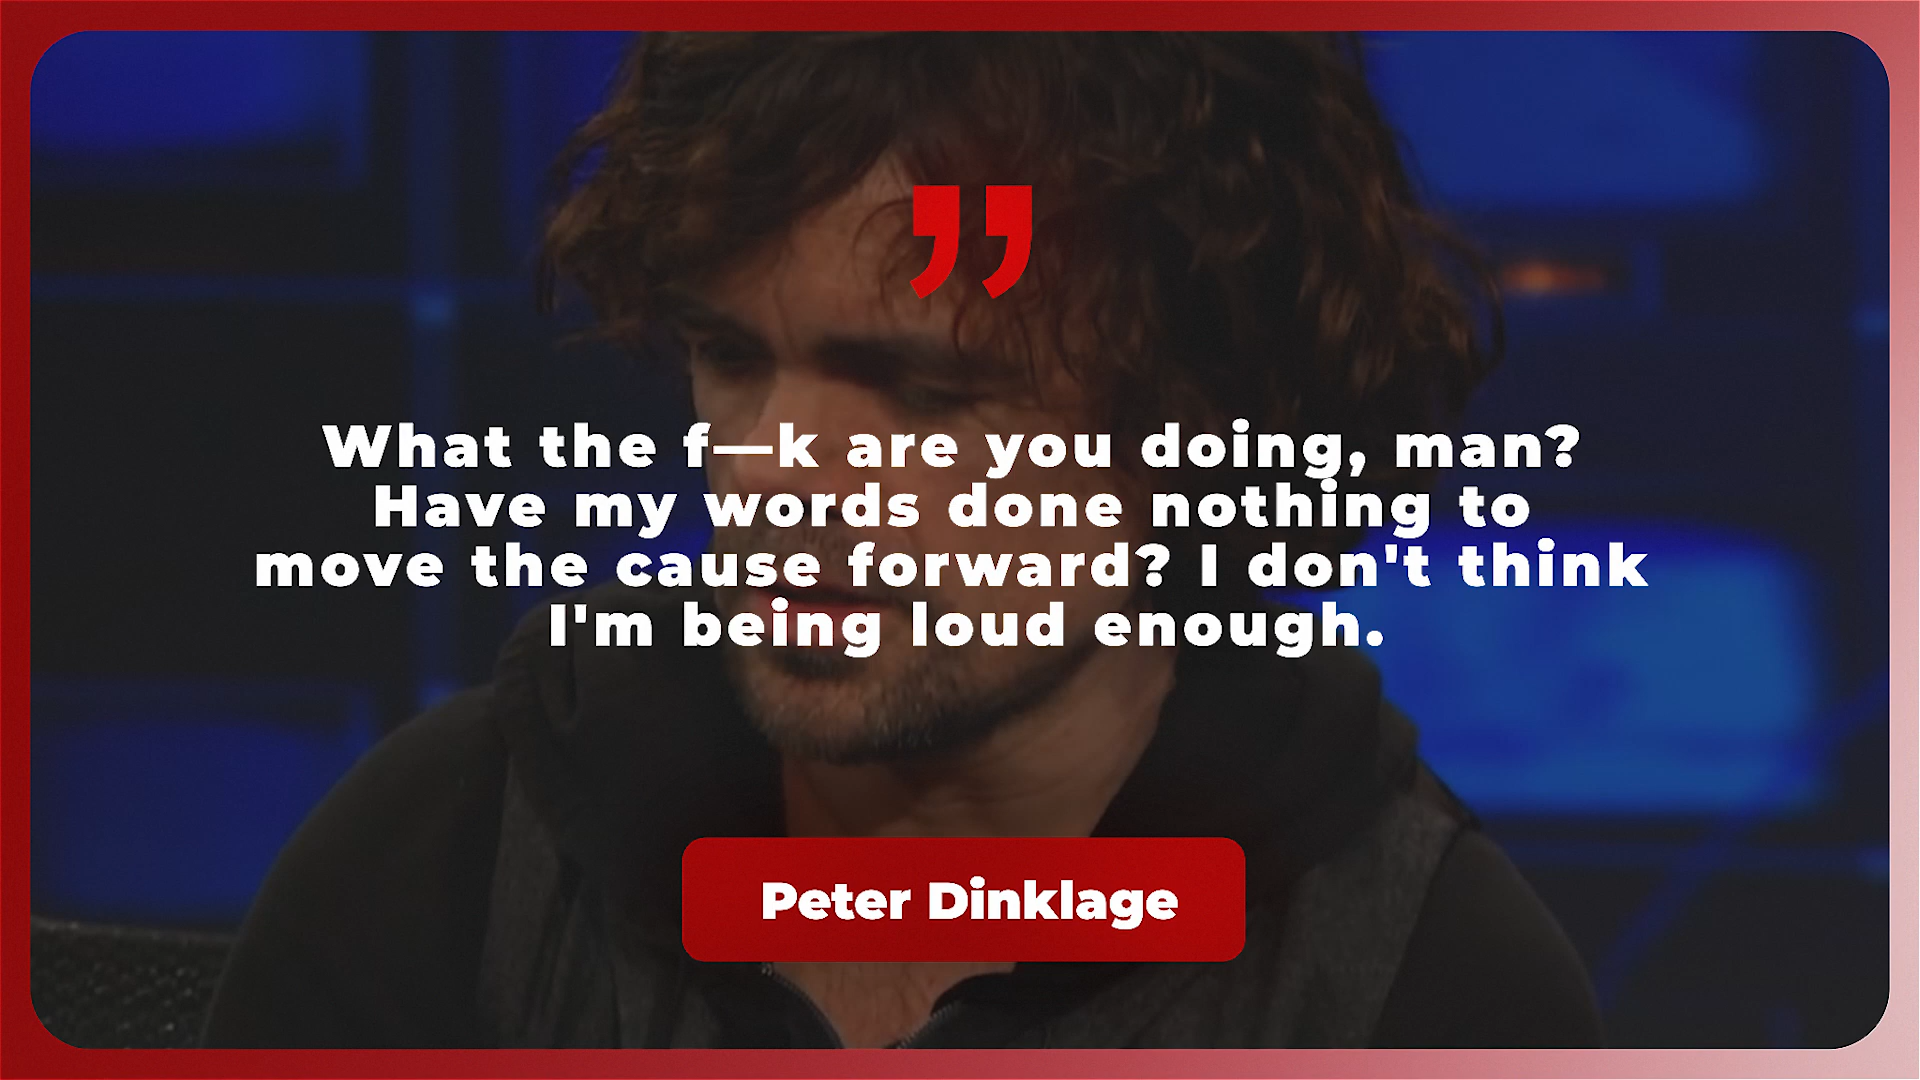 ”
What the f—k are you doing, man?
Have my words done nothing to
move the cause forward? I don't think
I'm being loud enough.
Peter Dinklage